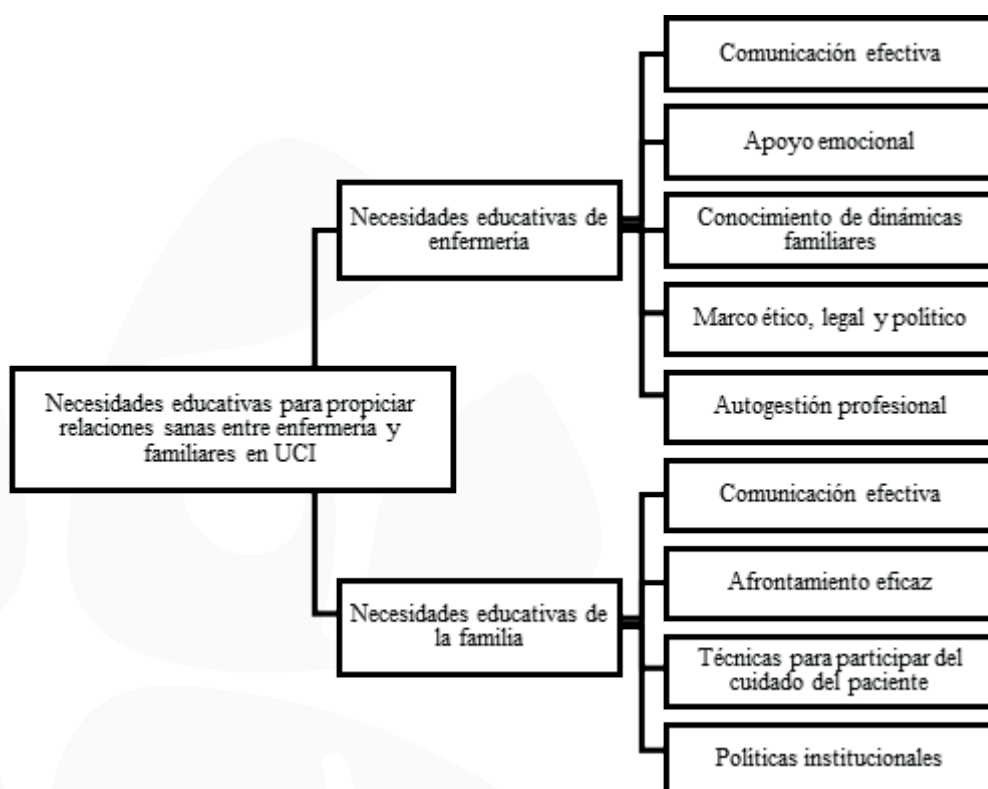 Necesidades educativas para propiciar
relaciones sanas entre enfermería y
familiares en UCI
Necesidades educativas de
enfermería
Comunicación efectiva
Apoyo emocional
Conocimiento de dinámicas
familiares
Marco ético, legal y político
Autogestión profesional
Necesidades educativas de
la familia
Comunicación efectiva
Afrontamiento eficaz
Técnicas para participar del
cuidado del paciente
Políticas institucionales